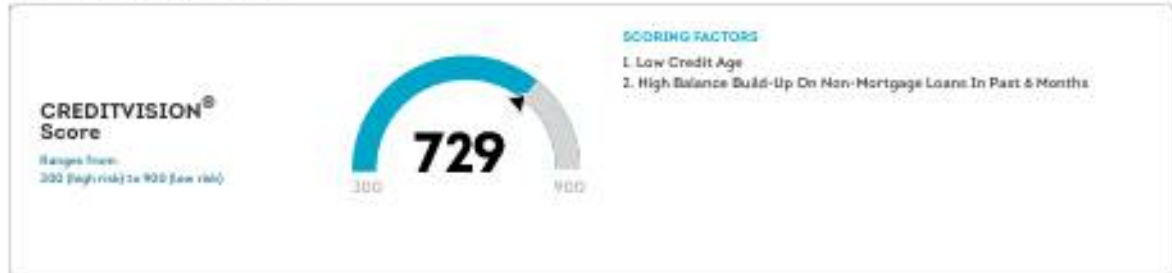 CREDITVISION®
Score
Ranges from
300 (high risk) to 900 (low risk)
729
300
900
SCORING FACTORS
1. Low Credit Age
2. High Balance Build-Up On Non-Mortgage Loans In Past 6 Months